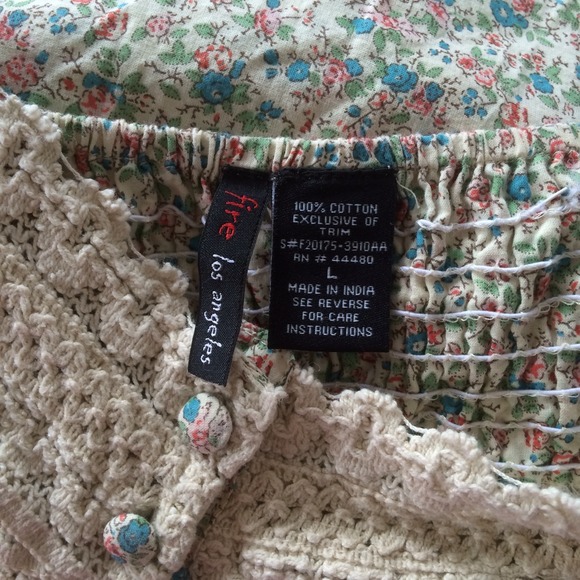 fire
los angeles
100% COTTON
EXCLUSIVE OF
TRIM
S#F20175-3910AA
RN # 44480
L
MADE IN INDIA
SEE REVERSE
FOR CARE
INSTRUCTIONS